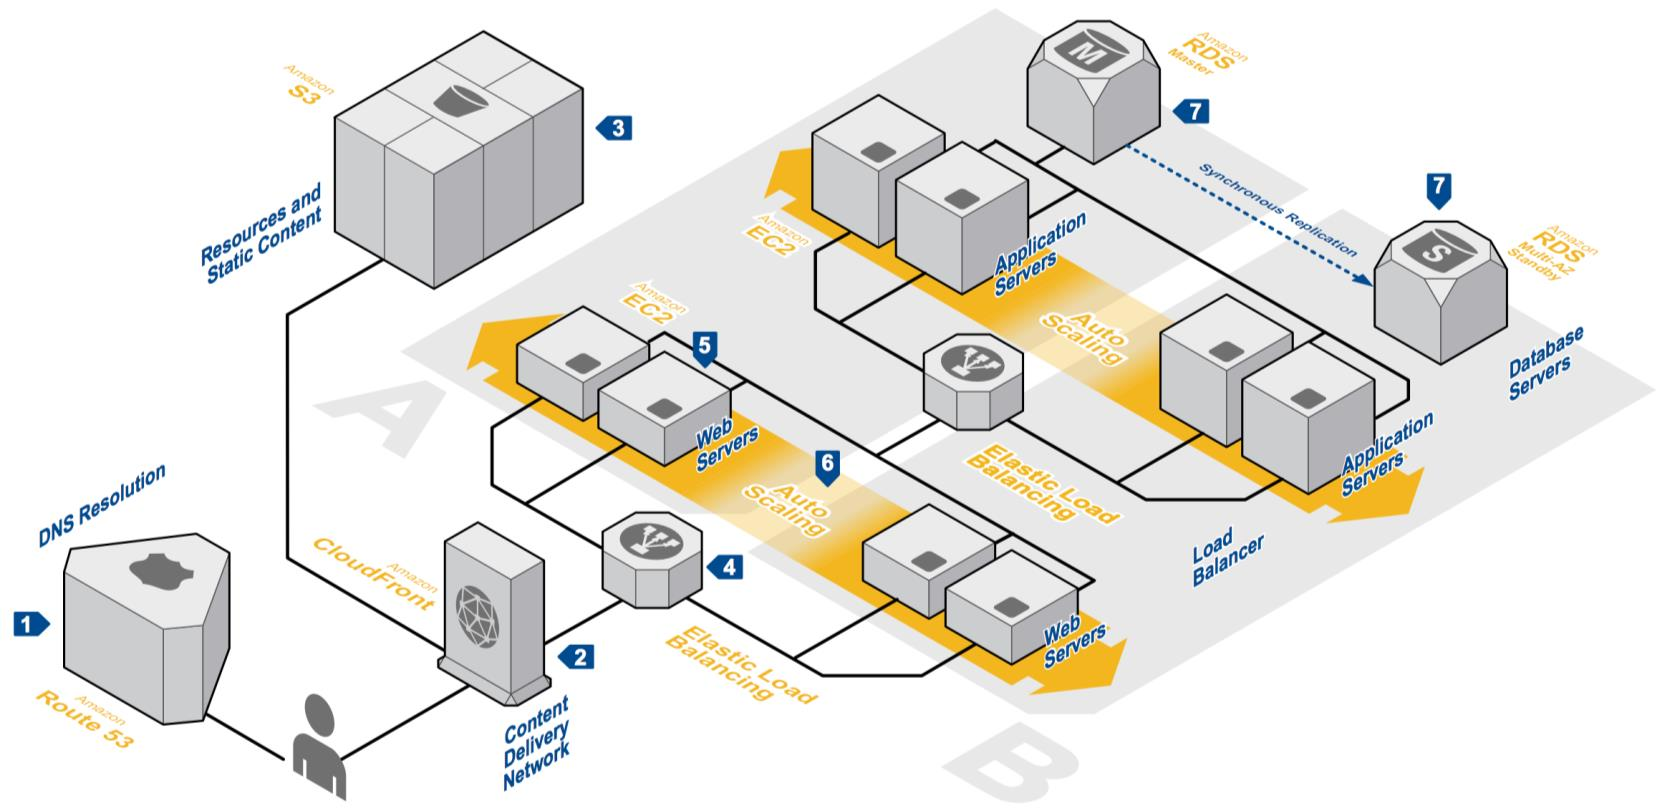 Amazon
S3
3
Resources and
Static Content
Amazon
RDS
Master
M
7
Synchronous Replication
7
Amazon
RDS
Multi-AZ
Standby
S
Database
Servers
Amazon
EC2
Application
Servers
Auto
Scaling
Application
Servers
Amazon
EC2
5
Web
Servers
6
Auto
Scaling
Elastic Load
Balancing
Load
Balancer
A
DNS Resolution
1
Amazon
Route 53
Amazon
CloudFront
2
Content
Delivery
Network
4
Elastic Load
Balancing
Web
Servers
B